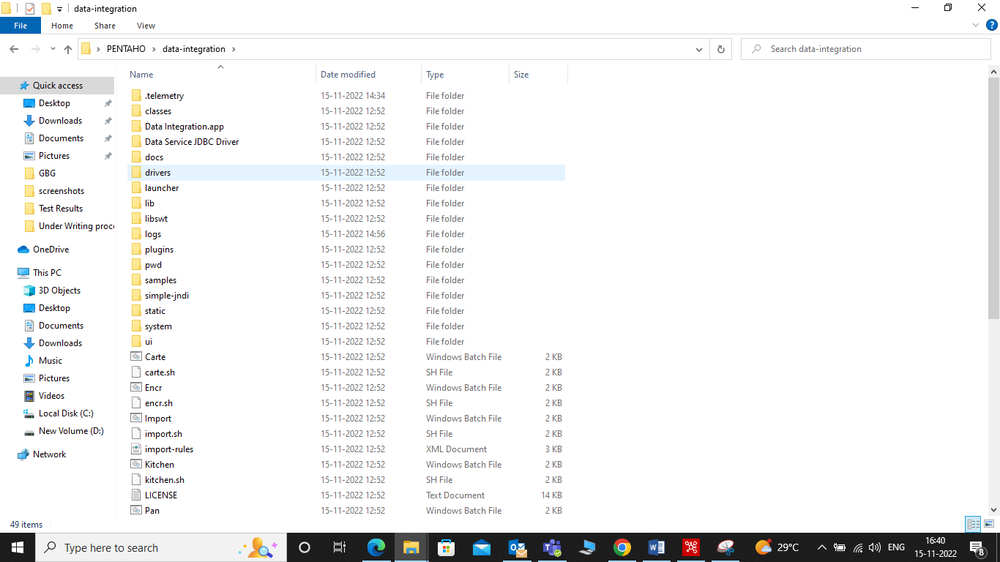 data-integration
File Home Share View
PENTAHO data-integration
Search data-integration
Name Date modified Type Size
Quick access
Desktop
Downloads
Documents
Pictures
GBG
screenshots
Test Results
Under Writing proc
OneDrive
This PC
3D Objects
Desktop
Documents
Downloads
Music
Pictures
Videos
Local Disk (C:)
New Volume (D:)
Network
.telemetry 15-11-2022 14:34 File folder
classes 15-11-2022 12:52 File folder
Data Integration.app 15-11-2022 12:52 File folder
Data Service JDBC Driver 15-11-2022 12:52 File folder
docs 15-11-2022 12:52 File folder
drivers 15-11-2022 12:52 File folder
launcher 15-11-2022 12:52 File folder
lib 15-11-2022 12:52 File folder
libswt 15-11-2022 12:52 File folder
logs 15-11-2022 14:56 File folder
plugins 15-11-2022 12:52 File folder
pwd 15-11-2022 12:52 File folder
samples 15-11-2022 12:52 File folder
simple-jndi 15-11-2022 12:52 File folder
static 15-11-2022 12:52 File folder
system 15-11-2022 12:52 File folder
ui 15-11-2022 12:52 File folder
Carte 15-11-2022 12:52 Windows Batch File 2 KB
carte.sh 15-11-2022 12:52 SH File 2 KB
Encr 15-11-2022 12:52 Windows Batch File 2 KB
encr.sh 15-11-2022 12:52 SH File 2 KB
Import 15-11-2022 12:52 Windows Batch File 2 KB
import.sh 15-11-2022 12:52 SH File 2 KB
import-rules 15-11-2022 12:52 XML Document 3 KB
Kitchen 15-11-2022 12:52 Windows Batch File 2 KB
kitchen.sh 15-11-2022 12:52 SH File 2 KB
LICENSE 15-11-2022 12:52 Text Document 14 KB
Pan 15-11-2022 12:52 Windows Batch File 2 KB
49 items
Type here to search
29°C
ENG
16:40
15-11-2022
8